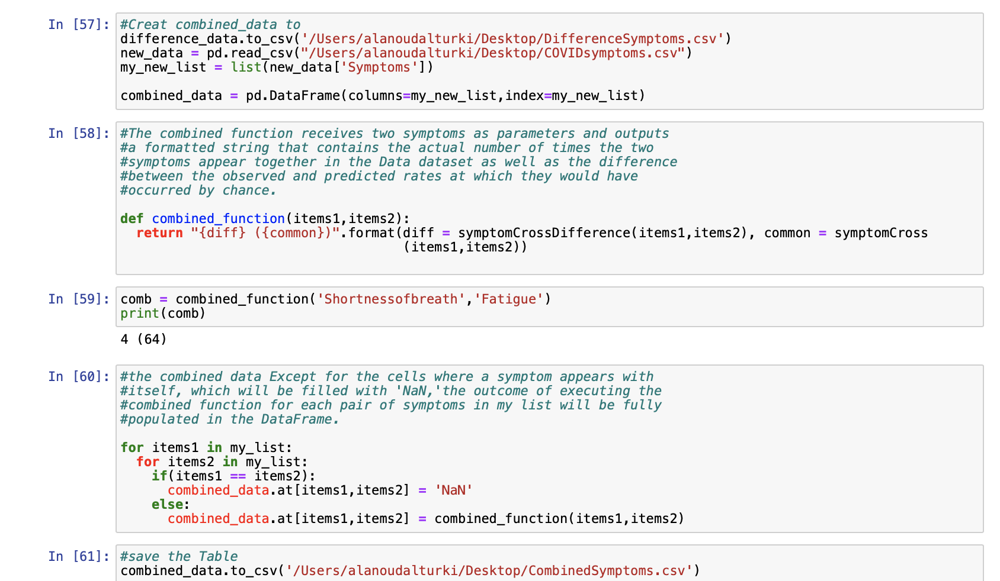 In [57]: #Creat combined_data to
difference_data.to_csv('/Users/alanoudalturki/Desktop/DifferenceSymptoms.csv')
new_data = pd.read_csv("/Users/alanoudalturki/Desktop/COVIDsymptoms.csv")
my_new_list = list(new_data['Symptoms'])
combined_data = pd.DataFrame(columns=my_new_list,index=my_new_list)
In [58]: #The combined function receives two symptoms as parameters and outputs
#a formatted string that contains the actual number of times the two
#symptoms appear together in the Data dataset as well as the difference
#between the observed and predicted rates at which they would have
#occurred by chance.
def combined_function(items1,items2):
  return "{diff} ({common})".format(diff = symptomCrossDifference(items1,items2), common = symptomCross
(items1,items2))
In [59]: comb = combined_function('Shortnessofbreath','Fatigue')
print(comb)
4 (64)
In [60]: #the combined data Except for the cells where a symptom appears with
#itself, which will be filled with 'NaN,'the outcome of executing the
#combined function for each pair of symptoms in my list will be fully
#populated in the DataFrame.
for items1 in my_list:
  for items2 in my_list:
    if(items1 == items2):
      combined_data.at[items1,items2] = 'NaN'
    else:
      combined_data.at[items1,items2] = combined_function(items1,items2)
In [61]: #save the Table
combined_data.to_csv('/Users/alanoudalturki/Desktop/CombinedSymptoms.csv')